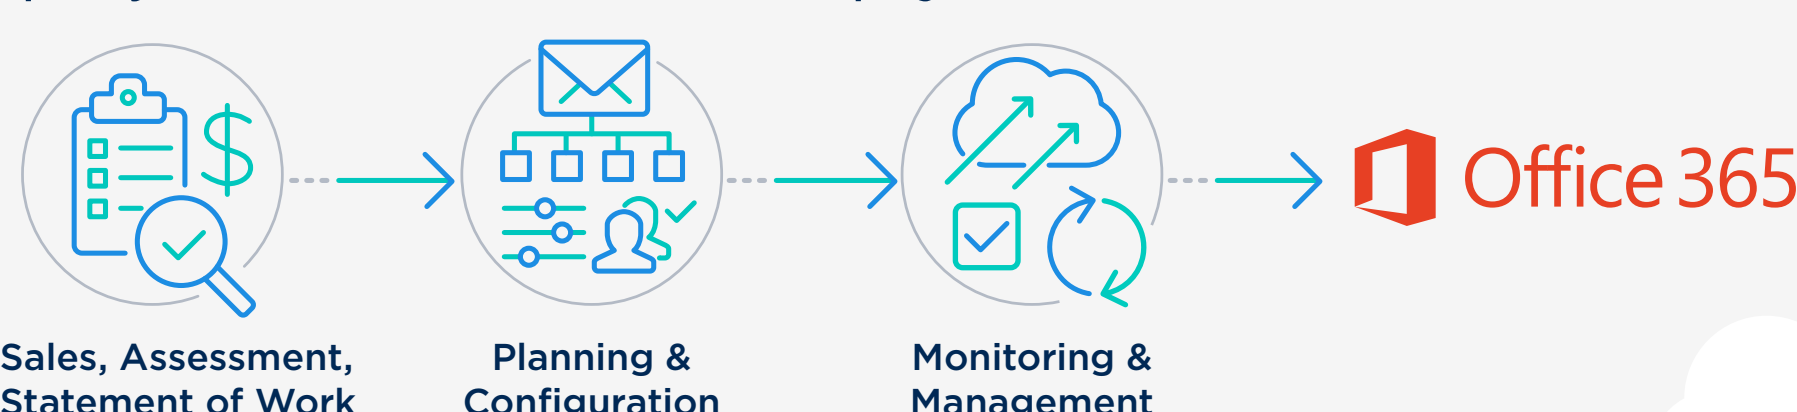 Office 365
Sales, Assessment,
Statement of Work
Planning &
Configuration
Monitoring &
Management